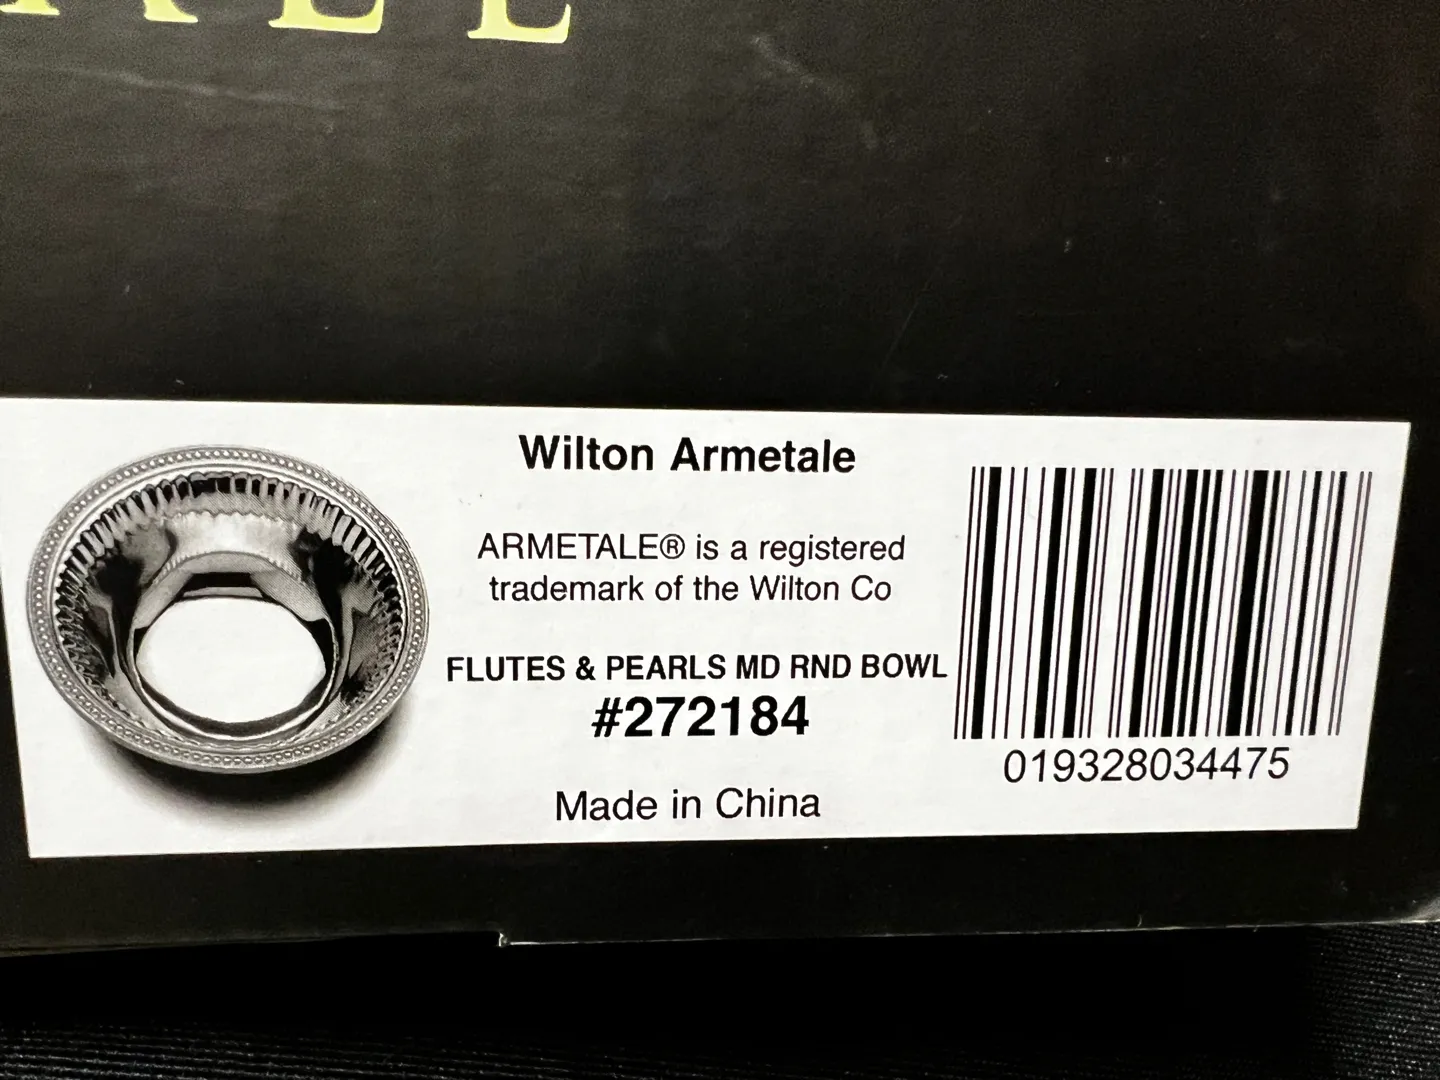 Wilton Armetale
ARMETALE® is a registered
trademark of the Wilton Co
FLUTES & PEARLS MD RND BOWL
#272184
Made in China
019328034475